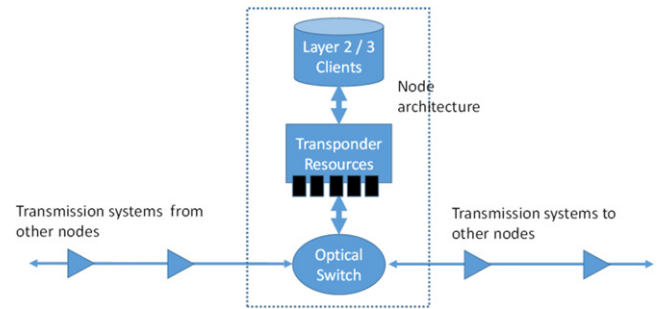 Layer 2 / 3
Clients
Node
architecture
Transponder
Resources
Transmission systems from
other nodes
Transmission systems to
other nodes
Optical
Switch